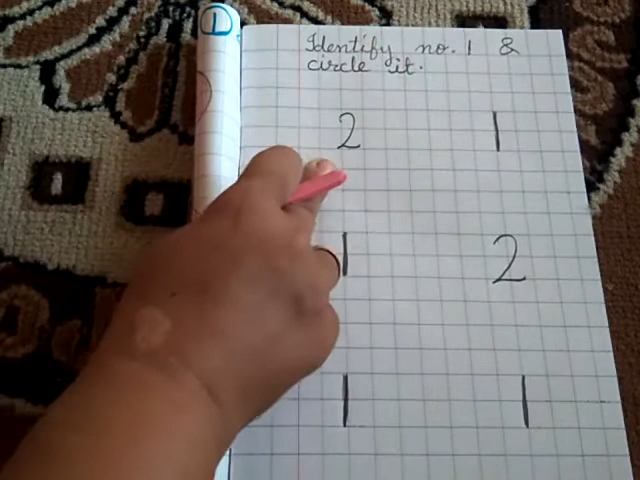 1
Identify no. 1 &
circle it.
2 1
1 2
1 1